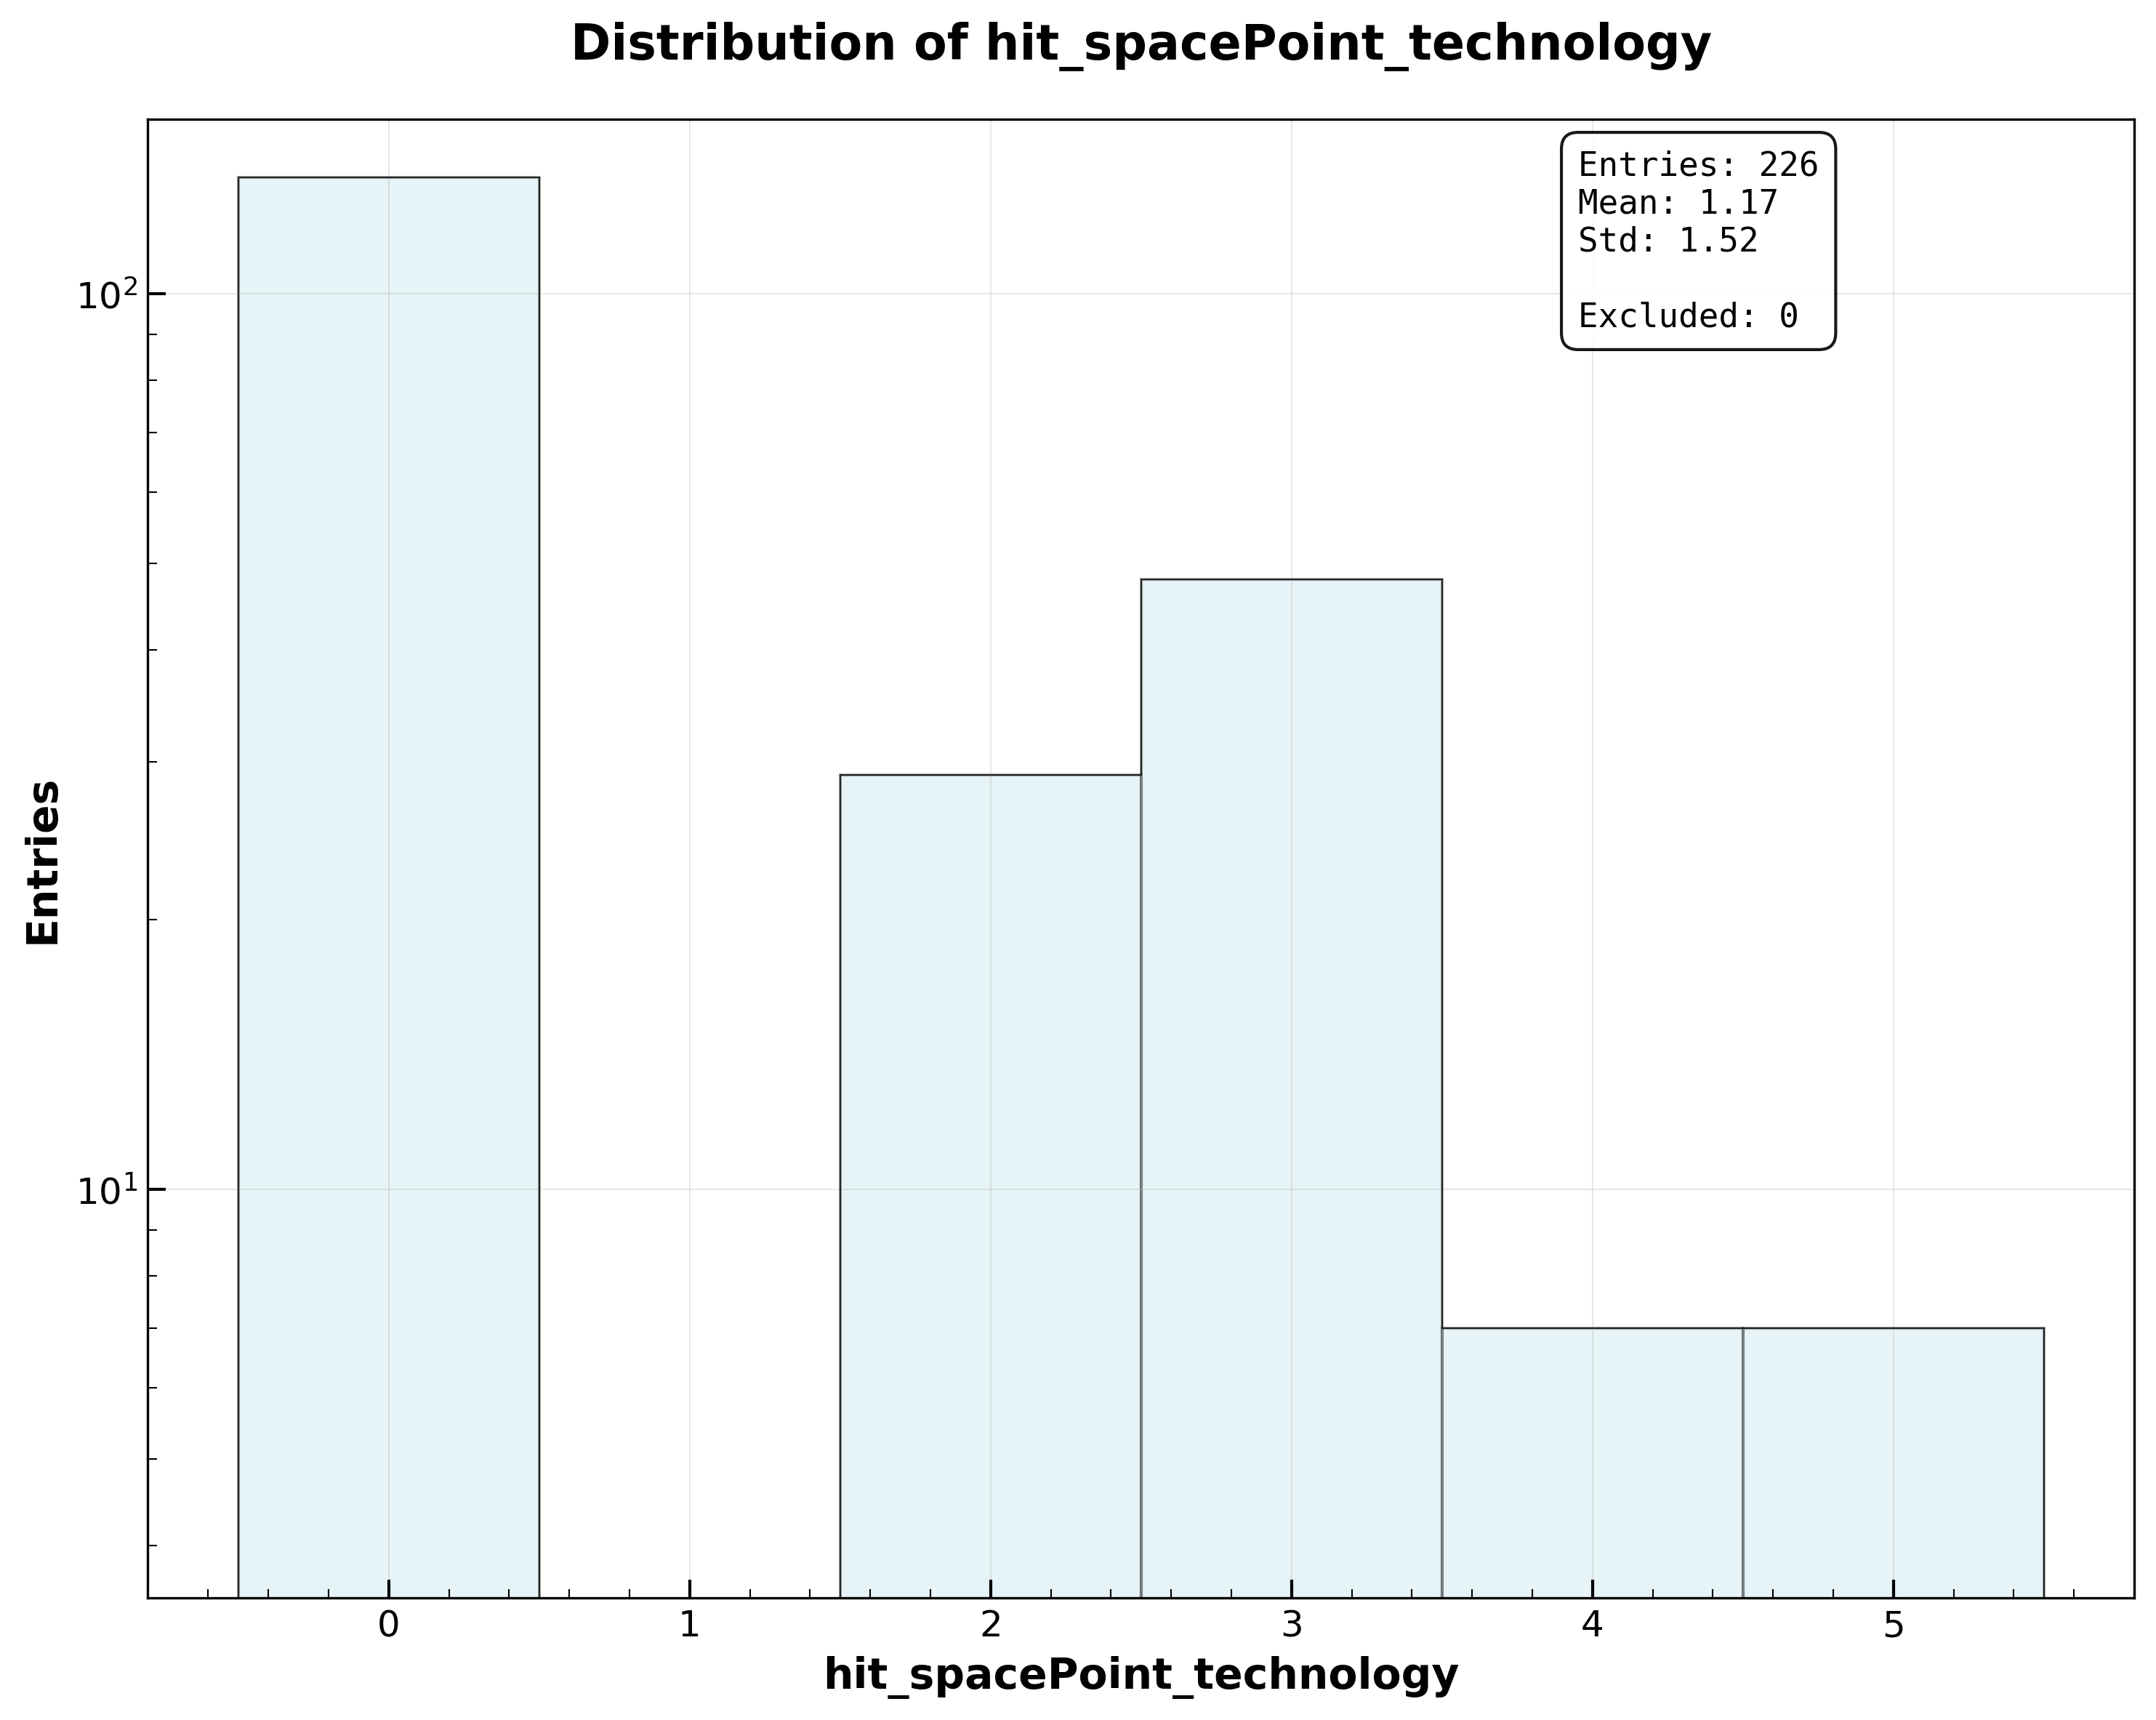 Distribution of hit_spacePoint_technology
Entries: 226
Mean: 1.17
Std: 1.52
Excluded: 0
10²
10¹
Entries
0 1 2 3 4 5
hit_spacePoint_technology